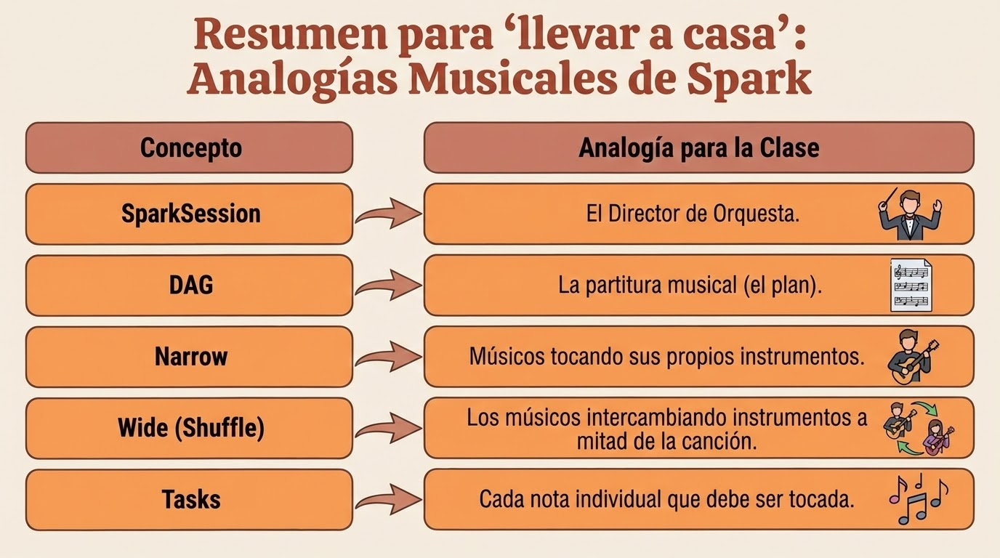 Resumen para ‘llevar a casa’:
Analogías Musicales de Spark
Concepto
Analogía para la Clase
SparkSession
El Director de Orquesta.
DAG
La partitura musical (el plan).
Narrow
Músicos tocando sus propios instrumentos.
Wide (Shuffle)
Los músicos intercambiando instrumentos a
mitad de la canción.
Tasks
Cada nota individual que debe ser tocada.